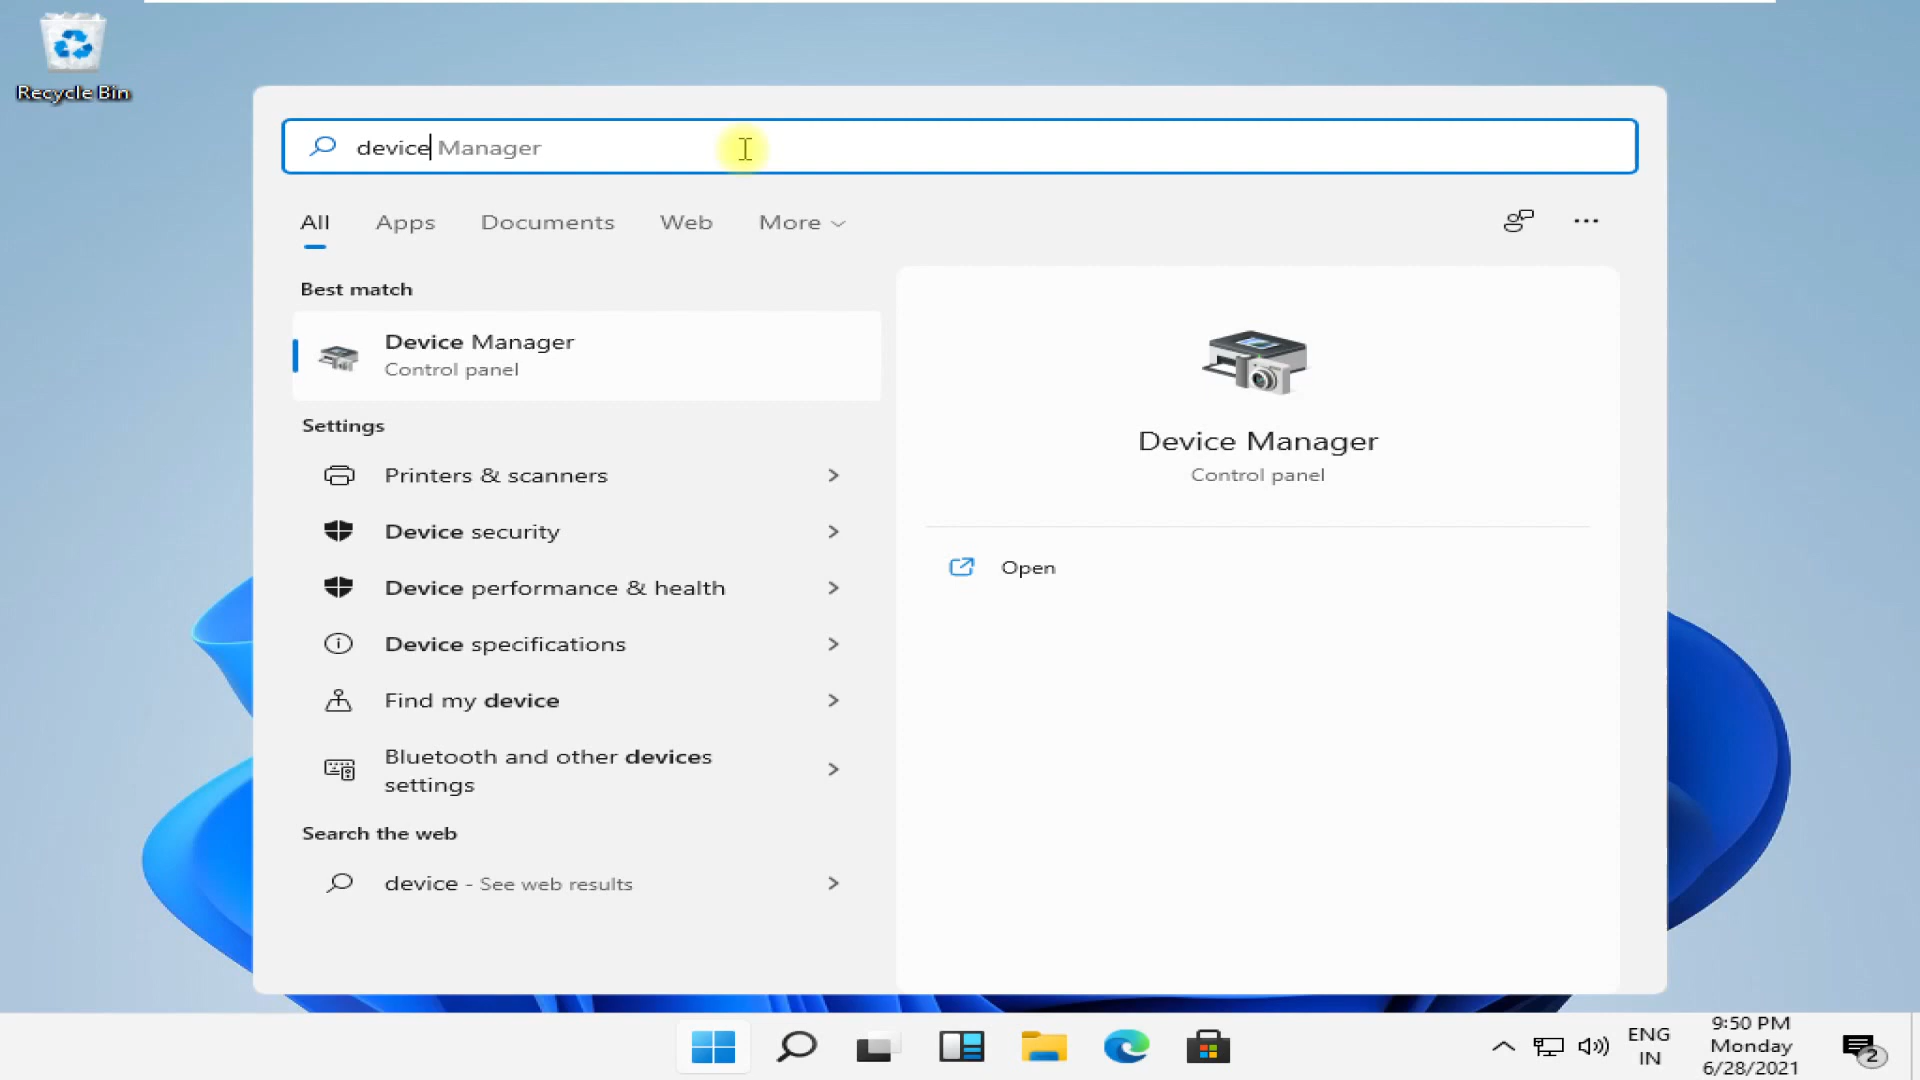 Recycle Bin
device Manager
All Apps Documents Web More
Best match
Device Manager
Control panel
Settings
Printers & scanners
Device security
Device performance & health
Device specifications
Find my device
Bluetooth and other devices
settings
Search the web
device - See web results
Device Manager
Control panel
Open
ENG
IN
9:50 PM
Monday
6/28/2021
2